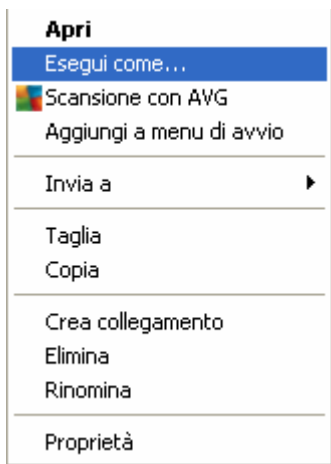 Apri
Esegui come...
Scansione con AVG
Aggiungi a menu di avvio
Invia a
Taglia
Copia
Crea collegamento
Elimina
Rinomina
Proprietà